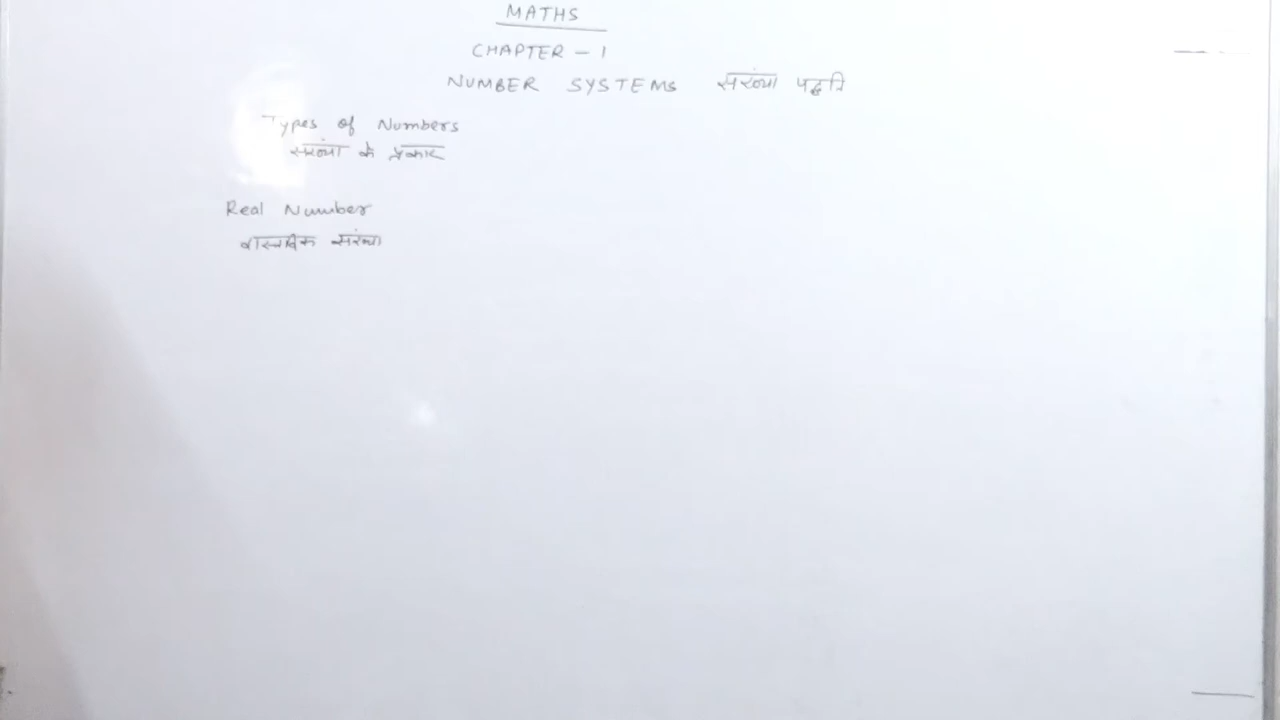 MATHS
CHAPTER - 1
NUMBER SYSTEMS संख्या पद्धति
Types of Numbers
संख्या के प्रकार
Real Number
वास्तविक संख्या